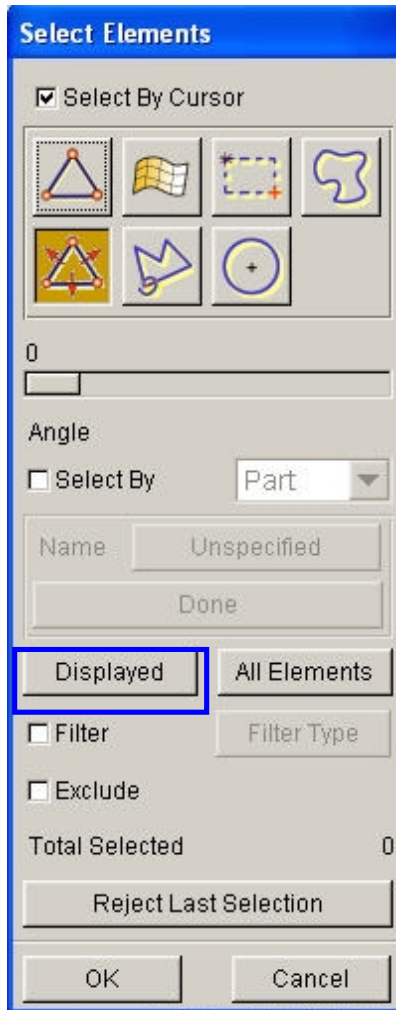 Select Elements
Select By Cursor
0
Angle
Select By Part
Name Unspecified
Done
Displayed All Elements
Filter Filter Type
Exclude
Total Selected 0
Reject Last Selection
OK Cancel